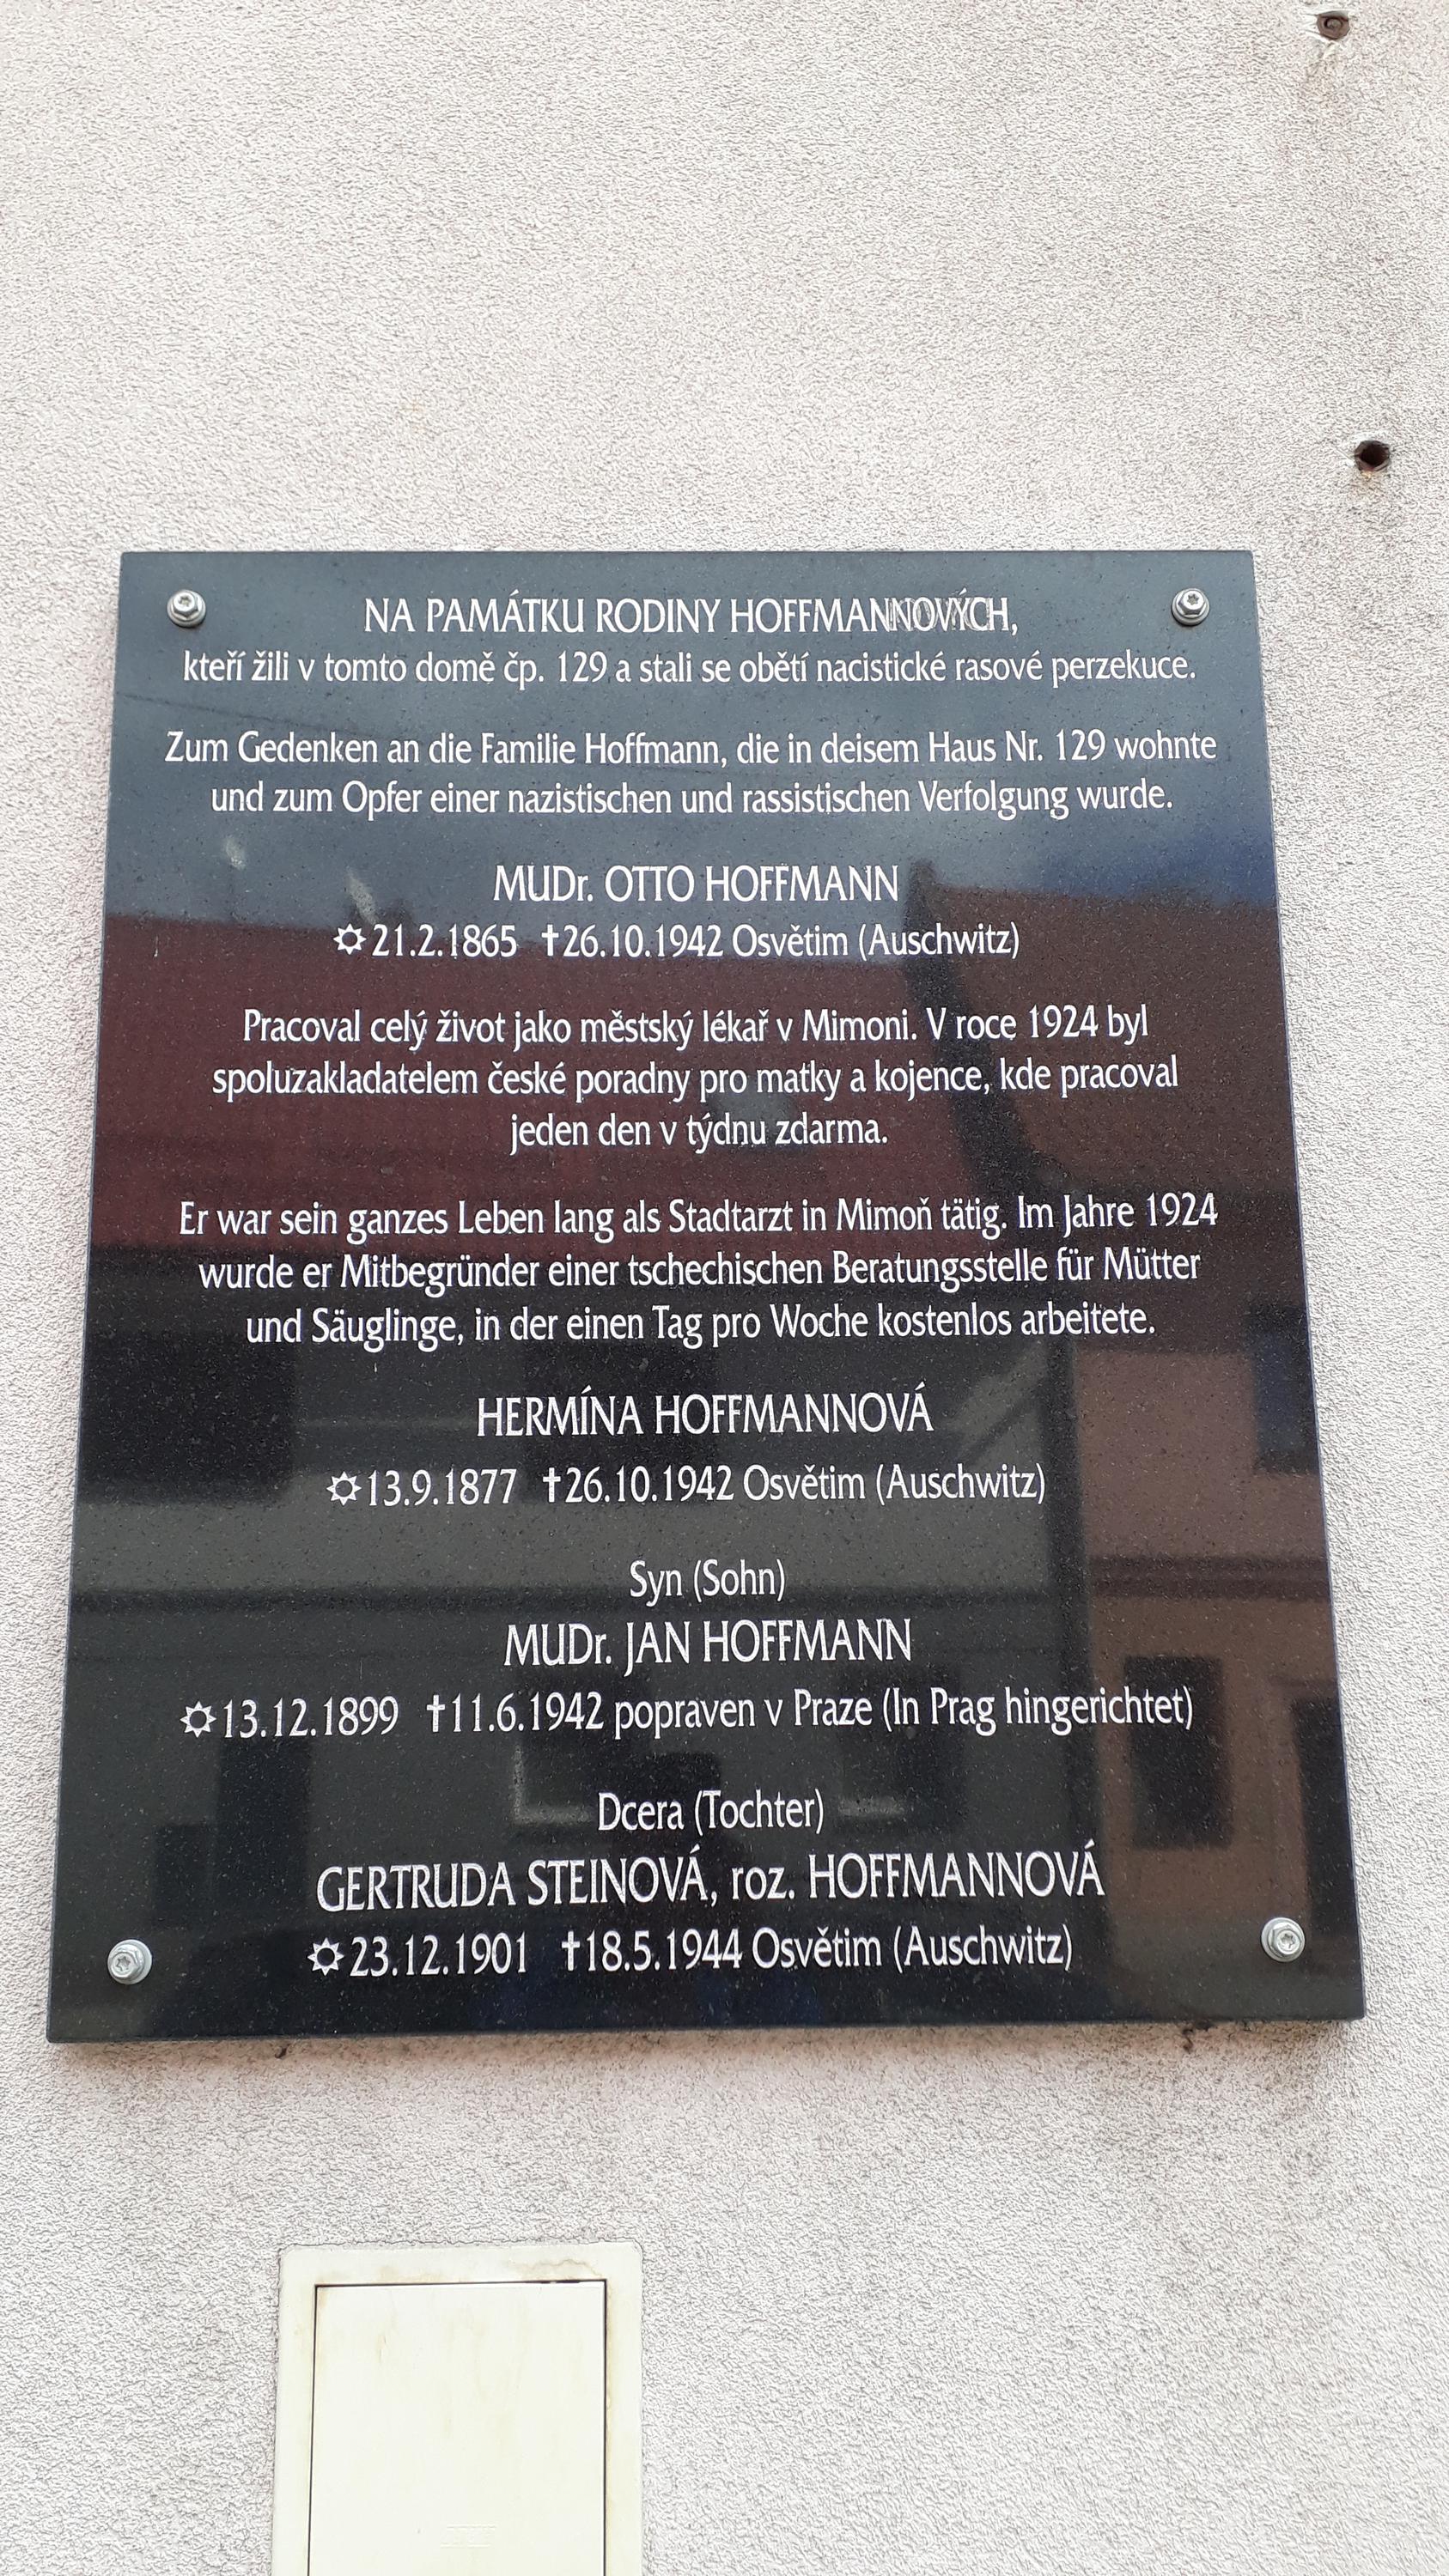 NA PAMÁTKU RODINY HOFFMANNOVÝCH,
kteří žili v tomto domě čp. 129 a stali se obětí nacistické rasové perzekuce.
Zum Gedenken an die Familie Hoffmann, die in deisem Haus Nr. 129 wohnte
und zum Opfer einer nazistischen und rassistischen Verfolgung wurde.
MUDr. OTTO HOFFMANN
✡21.2.1865 ✝26.10.1942 Osvětim (Auschwitz)
Pracoval celý život jako městský lékař v Mimoni. V roce 1924 byl
spoluzakladatelem české poradny pro matky a kojence, kde pracoval
jeden den v týdnu zdarma.
Er war sein ganzes Leben lang als Stadtarzt in Mimoň tätig. Im Jahre 1924
wurde er Mitbegründer einer tschechischen Beratungsstelle für Mütter
und Säuglinge, in der einen Tag pro Woche kostenlos arbeitete.
HERMÍNA HOFFMANNOVÁ
✡13.9.1877 ✝26.10.1942 Osvětim (Auschwitz)
Syn (Sohn)
MUDr. JAN HOFFMANN
✡13.12.1899 ✝11.6.1942 popraven v Praze (In Prag hingerichtet)
Dcera (Tochter)
GERTRUDA STEINOVÁ, roz. HOFFMANNOVÁ
✡23.12.1901 ✝18.5.1944 Osvětim (Auschwitz)